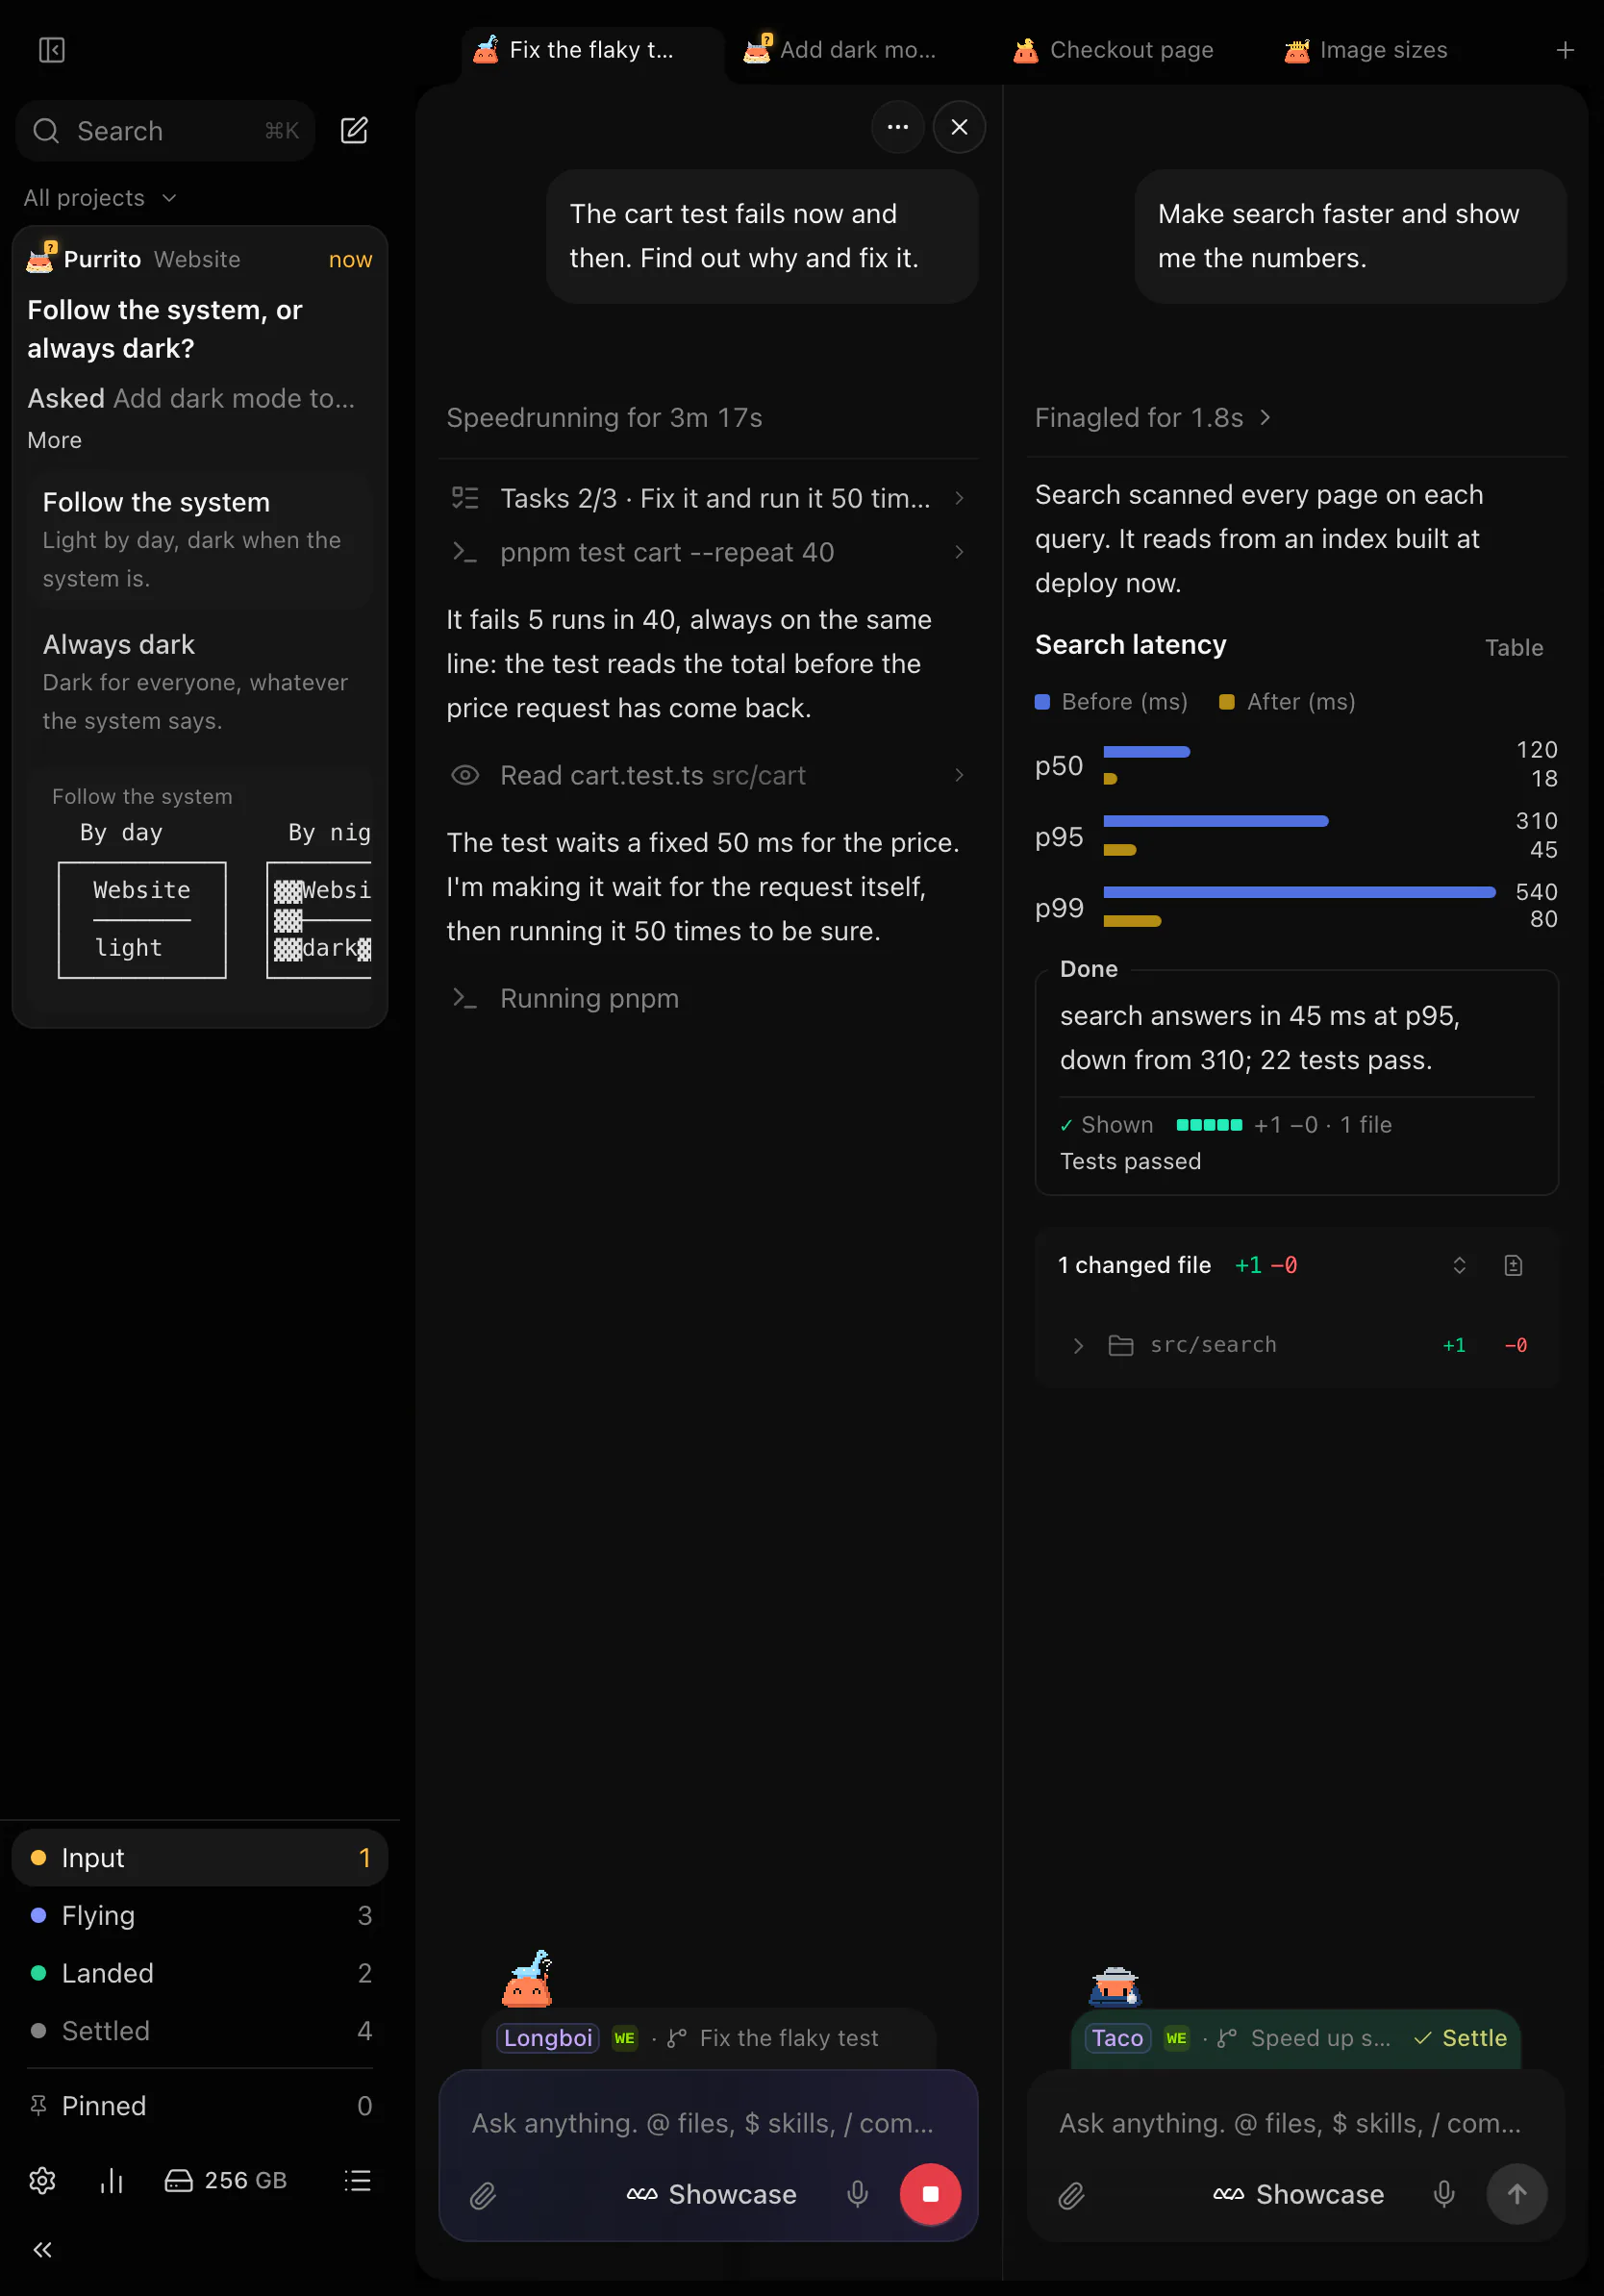 Fix the flaky t...
Add dark mo...
Checkout page
Image sizes
Search ⌘K
All projects
Purrito Website now
Follow the system, or
always dark?
Asked Add dark mode to...
More
Follow the system
Light by day, dark when the
system is.
Always dark
Dark for everyone, whatever
the system says.
Follow the system
By day By nig
Website Websi
light dark
Input 1
Flying 3
Landed 2
Settled 4
Pinned 0
256 GB
The cart test fails now and
then. Find out why and fix it.
Speedrunning for 3m 17s
Tasks 2/3 · Fix it and run it 50 tim...
pnpm test cart --repeat 40
It fails 5 runs in 40, always on the same
line: the test reads the total before the
price request has come back.
Read cart.test.ts src/cart
The test waits a fixed 50 ms for the price.
I'm making it wait for the request itself,
then running it 50 times to be sure.
Running pnpm
Longboi WE · Fix the flaky test
Ask anything. @ files, $ skills, / com...
Showcase
Make search faster and show
me the numbers.
Finagled for 1.8s
Search scanned every page on each
query. It reads from an index built at
deploy now.
Search latency Table
Before (ms) After (ms)
p50 120
18
p95 310
45
p99 540
80
Done
search answers in 45 ms at p95,
down from 310; 22 tests pass.
✓ Shown +1 −0 · 1 file
Tests passed
1 changed file +1 −0
src/search +1 −0
Taco WE · Speed up s... ✓ Settle
Ask anything. @ files, $ skills, / com...
Showcase